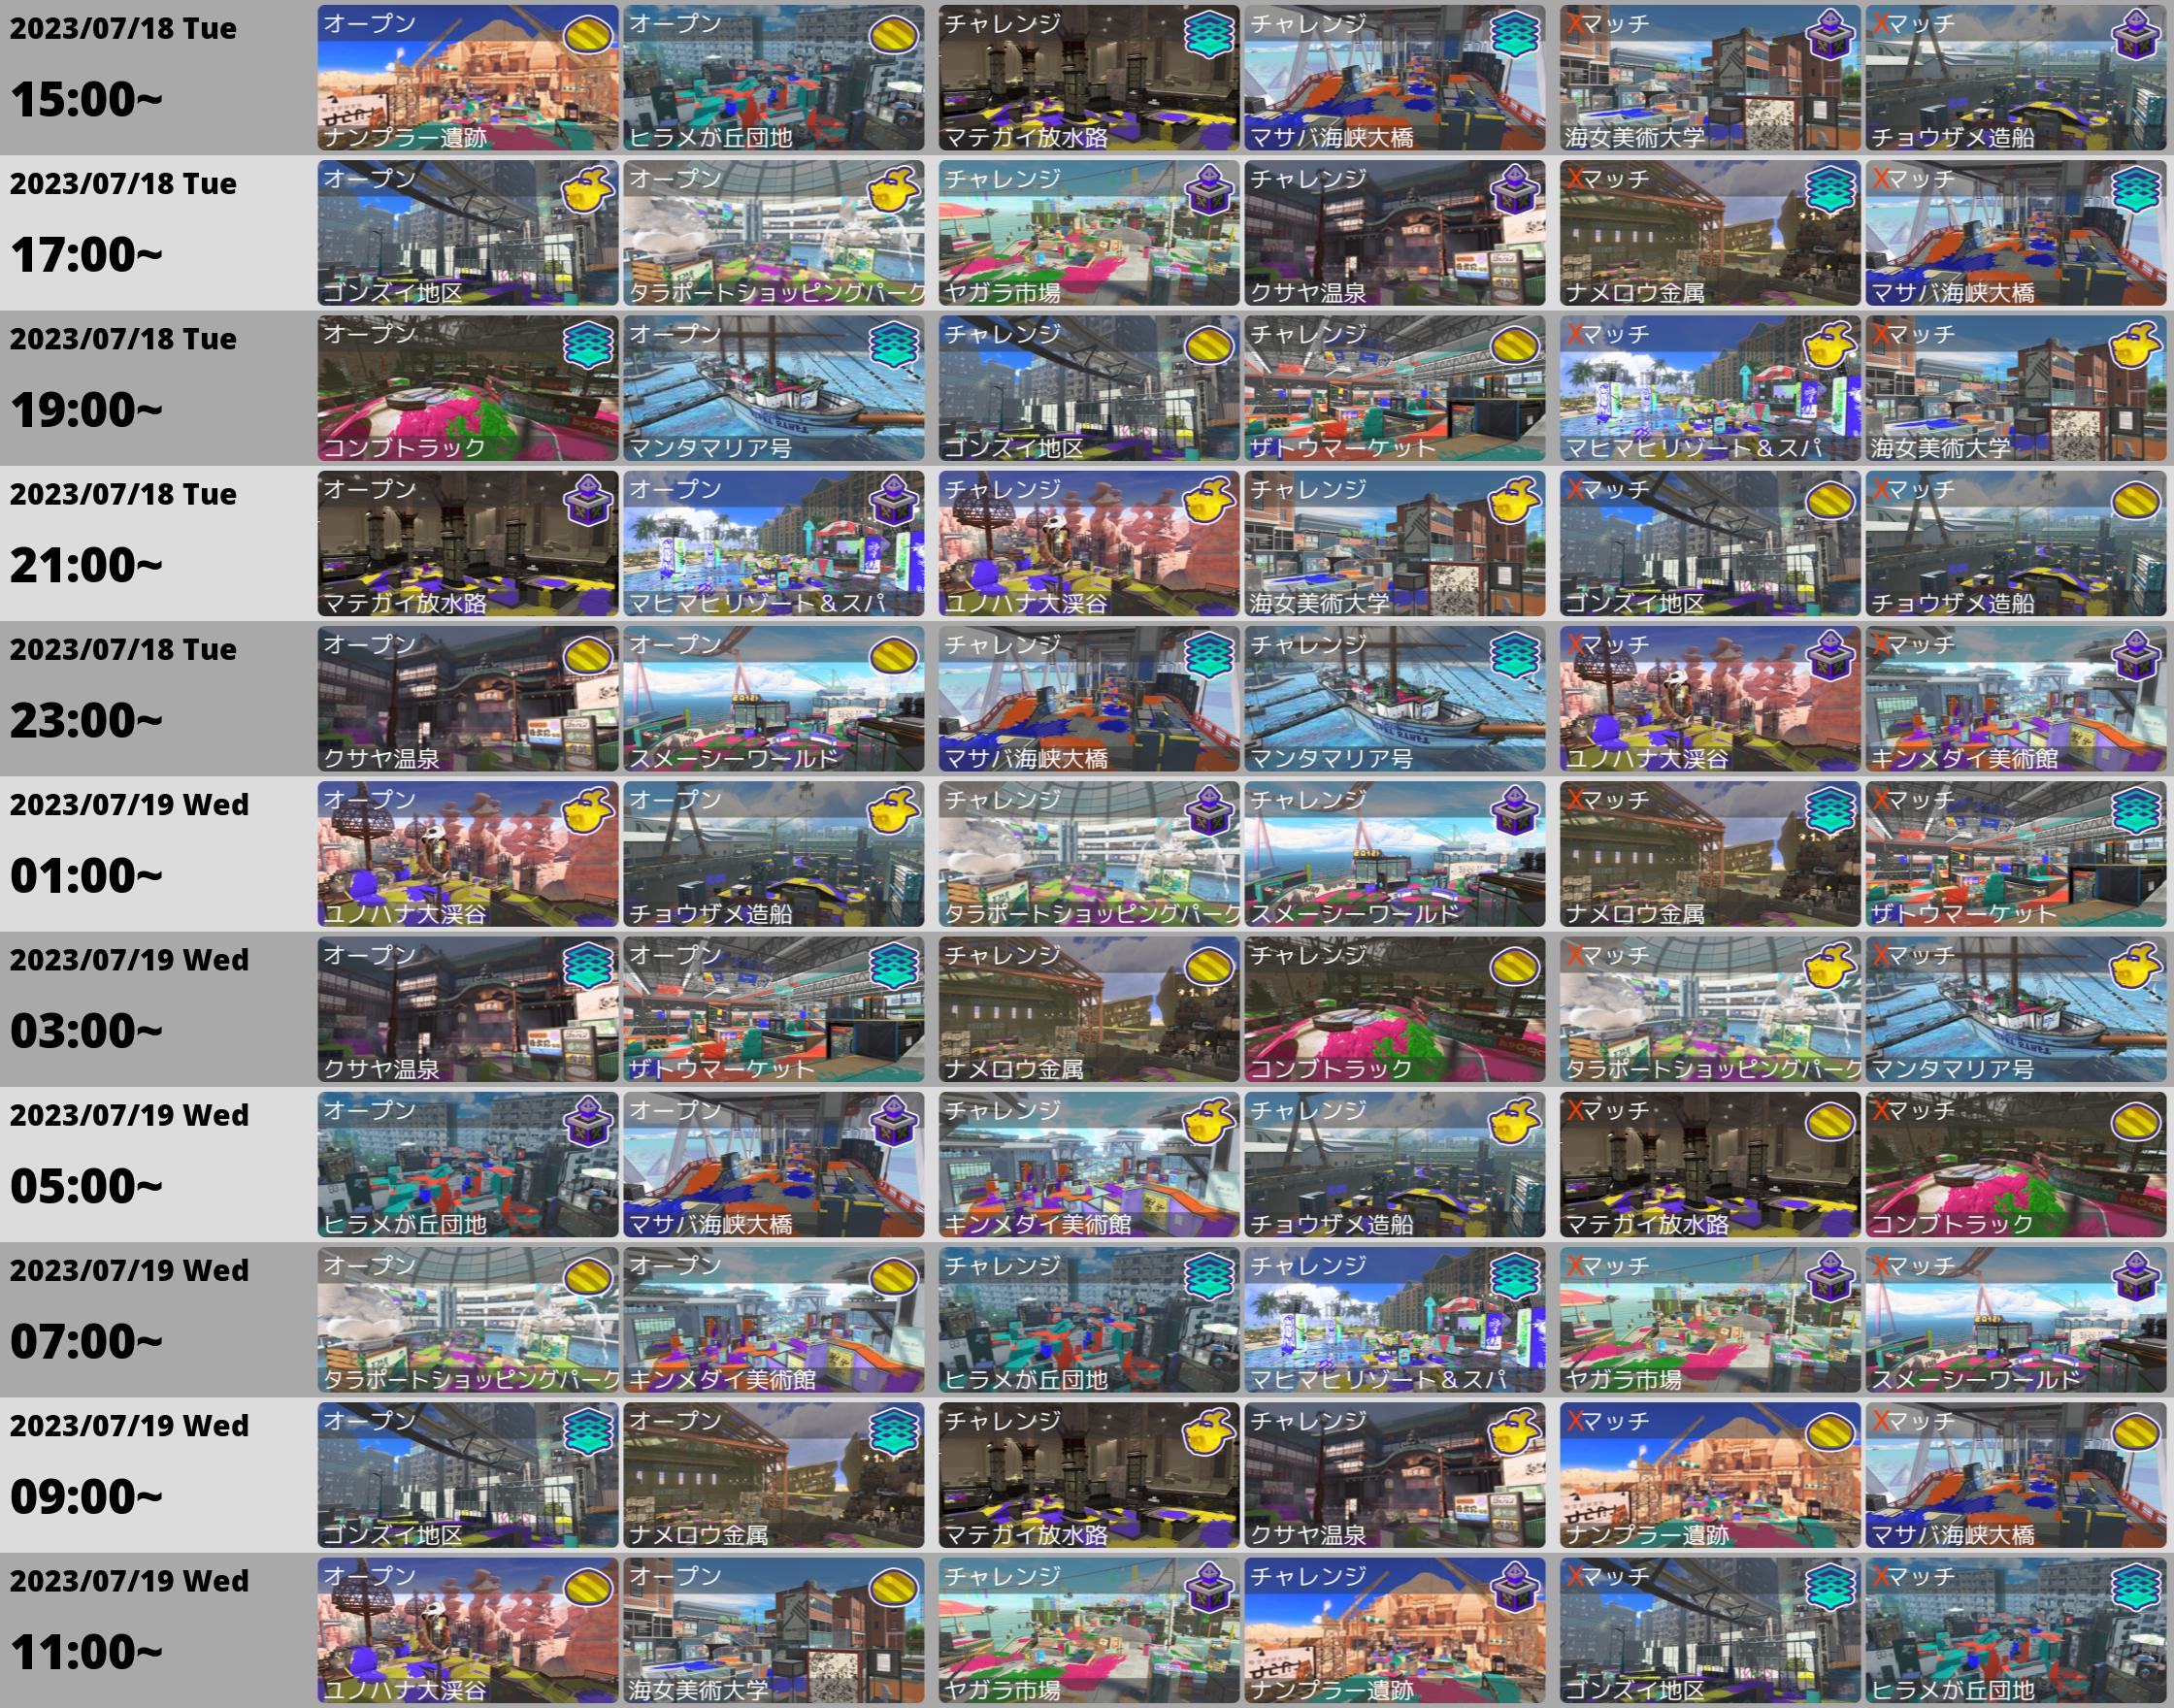 2023/07/18 Tue
15:00~
オープン
ナンプラー遺跡
オープン
ヒラメが丘団地
チャレンジ
マテガイ放水路
チャレンジ
マサバ海峡大橋
Xマッチ
海女美術大学
Xマッチ
チョウザメ造船
2023/07/18 Tue
17:00~
オープン
ゴンズイ地区
オープン
タラポートショッピングパーク
チャレンジ
ヤガラ市場
チャレンジ
クサヤ温泉
Xマッチ
ナメロウ金属
Xマッチ
マサバ海峡大橋
2023/07/18 Tue
19:00~
オープン
コンブトラック
オープン
マンタマリア号
チャレンジ
ゴンズイ地区
チャレンジ
ザトウマーケット
Xマッチ
マヒマヒリゾート＆スパ
Xマッチ
海女美術大学
2023/07/18 Tue
21:00~
オープン
マテガイ放水路
オープン
マヒマヒリゾート＆スパ
チャレンジ
ユノハナ大渓谷
チャレンジ
海女美術大学
Xマッチ
ゴンズイ地区
Xマッチ
チョウザメ造船
2023/07/18 Tue
23:00~
オープン
クサヤ温泉
オープン
スメーシーワールド
チャレンジ
マサバ海峡大橋
チャレンジ
マンタマリア号
Xマッチ
ユノハナ大渓谷
Xマッチ
キンメダイ美術館
2023/07/19 Wed
01:00~
オープン
ユノハナ大渓谷
オープン
チョウザメ造船
チャレンジ
タラポートショッピングパーク
チャレンジ
スメーシーワールド
Xマッチ
ナメロウ金属
Xマッチ
ザトウマーケット
2023/07/19 Wed
03:00~
オープン
クサヤ温泉
オープン
ザトウマーケット
チャレンジ
ナメロウ金属
チャレンジ
コンブトラック
Xマッチ
タラポートショッピングパーク
Xマッチ
マンタマリア号
2023/07/19 Wed
05:00~
オープン
ヒラメが丘団地
オープン
マサバ海峡大橋
チャレンジ
キンメダイ美術館
チャレンジ
チョウザメ造船
Xマッチ
マテガイ放水路
Xマッチ
コンブトラック
2023/07/19 Wed
07:00~
オープン
タラポートショッピングパーク
オープン
キンメダイ美術館
チャレンジ
ヒラメが丘団地
チャレンジ
マヒマヒリゾート＆スパ
Xマッチ
ヤガラ市場
Xマッチ
スメーシーワールド
2023/07/19 Wed
09:00~
オープン
ゴンズイ地区
オープン
ナメロウ金属
チャレンジ
マテガイ放水路
チャレンジ
クサヤ温泉
Xマッチ
ナンプラー遺跡
Xマッチ
マサバ海峡大橋
2023/07/19 Wed
11:00~
オープン
ユノハナ大渓谷
オープン
海女美術大学
チャレンジ
ヤガラ市場
チャレンジ
ナンプラー遺跡
Xマッチ
ゴンズイ地区
Xマッチ
ヒラメが丘団地